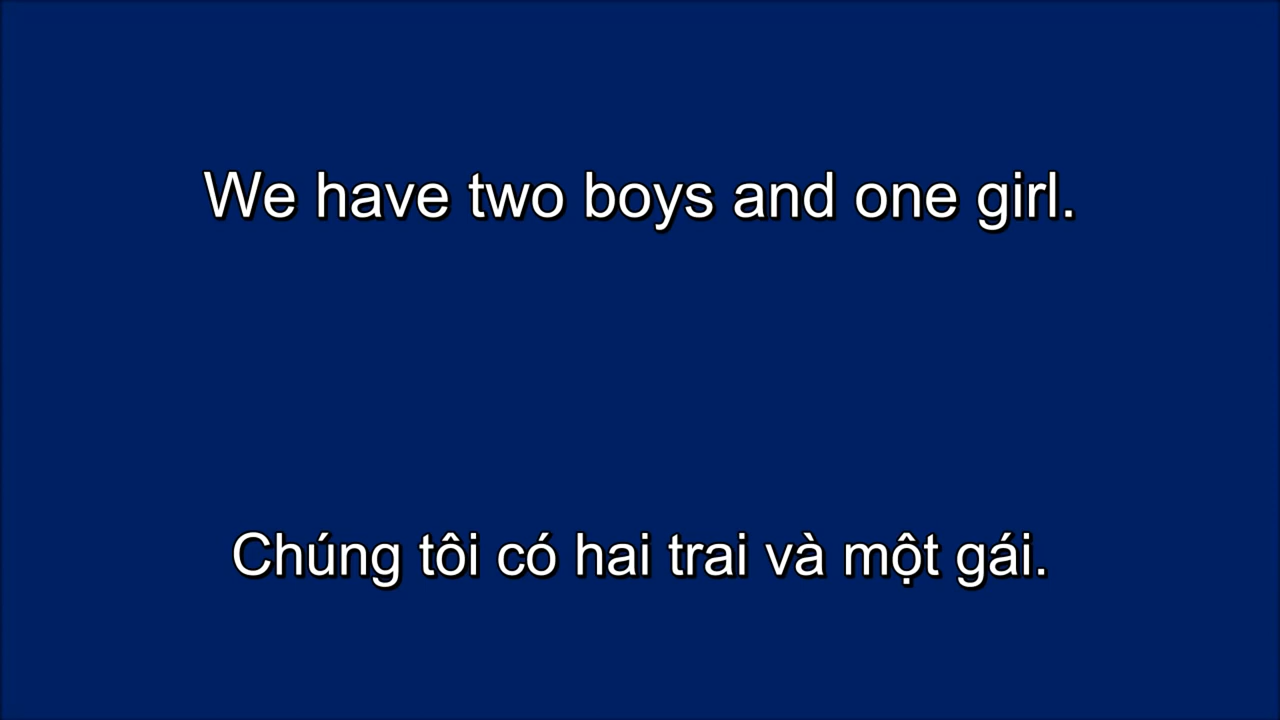 We have two boys and one girl.
Chúng tôi có hai trai và một gái.